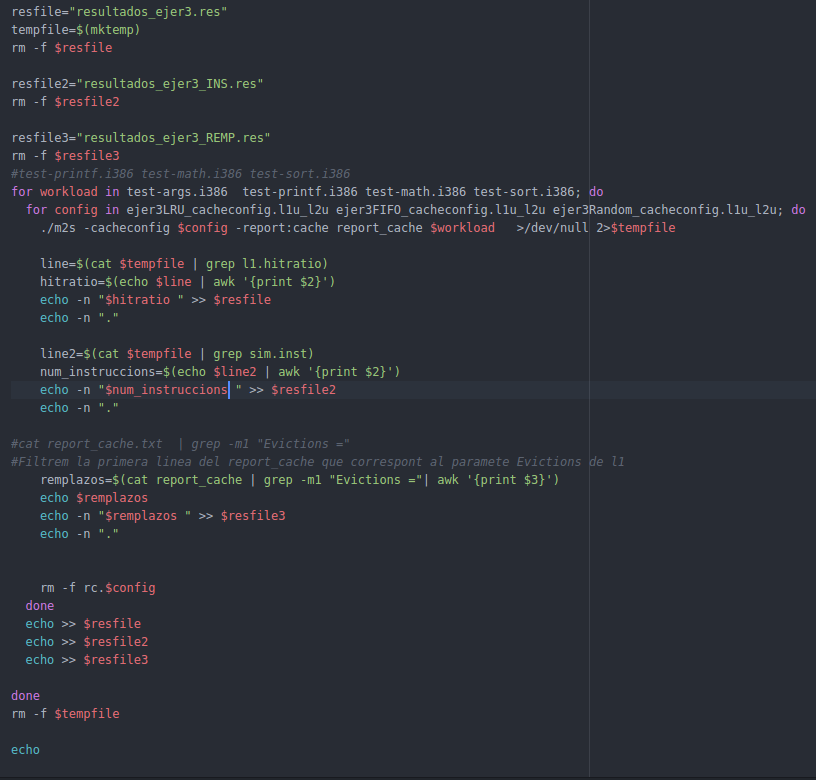 resfile="resultados_ejer3.res"
tempfile=$(mktemp)
rm -f $resfile

resfile2="resultados_ejer3_INS.res"
rm -f $resfile2

resfile3="resultados_ejer3_REMP.res"
rm -f $resfile3
#test-printf.i386 test-math.i386 test-sort.i386
for workload in test-args.i386  test-printf.i386 test-math.i386 test-sort.i386; do
  for config in ejer3LRU_cacheconfig.l1u_l2u ejer3FIFO_cacheconfig.l1u_l2u ejer3Random_cacheconfig.l1u_l2u; do
    ./m2s -cacheconfig $config -report:cache report_cache $workload   >/dev/null 2>$tempfile

    line=$(cat $tempfile | grep l1.hitratio)
    hitratio=$(echo $line | awk '{print $2}')
    echo -n "$hitratio " >> $resfile
    echo -n "."

    line2=$(cat $tempfile | grep sim.inst)
    num_instruccions=$(echo $line2 | awk '{print $2}')
    echo -n "$num_instruccions " >> $resfile2
    echo -n "."

#cat report_cache.txt  | grep -m1 "Evictions ="
#Filtrem la primera linea del report_cache que correspont al paramete Evictions de l1
    remplazos=$(cat report_cache | grep -m1 "Evictions ="| awk '{print $3}')
    echo $remplazos
    echo -n "$remplazos " >> $resfile3
    echo -n "."


    rm -f rc.$config
  done
  echo >> $resfile
  echo >> $resfile2
  echo >> $resfile3

done
rm -f $tempfile

echo